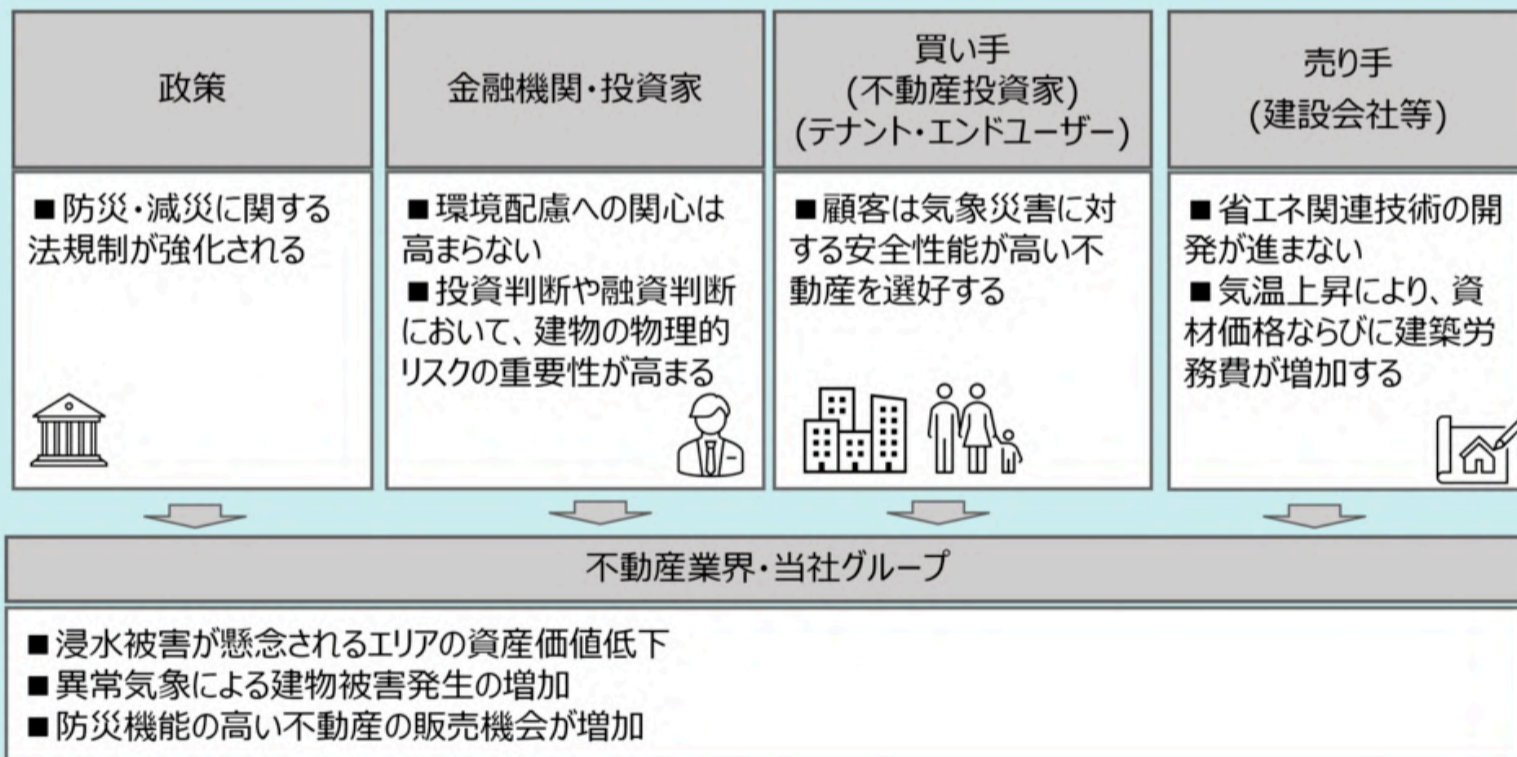 政策
金融機関・投資家
買い手
(不動産投資家)
(テナント・エンドユーザー)
売り手
(建設会社等)
■防災・減災に関する
法規制が強化される
■環境配慮への関心は
高まらない
■投資判断や融資判断
において、建物の物理的
リスクの重要性が高まる
■顧客は気象災害に対
する安全性能が高い不
動産を選好する
■省エネ関連技術の開
発が進まない
■気温上昇により、資
材価格ならびに建築労
務費が増加する
不動産業界・当社グループ
■浸水被害が懸念されるエリアの資産価値低下
■異常気象による建物被害発生の増加
■防災機能の高い不動産の販売機会が増加